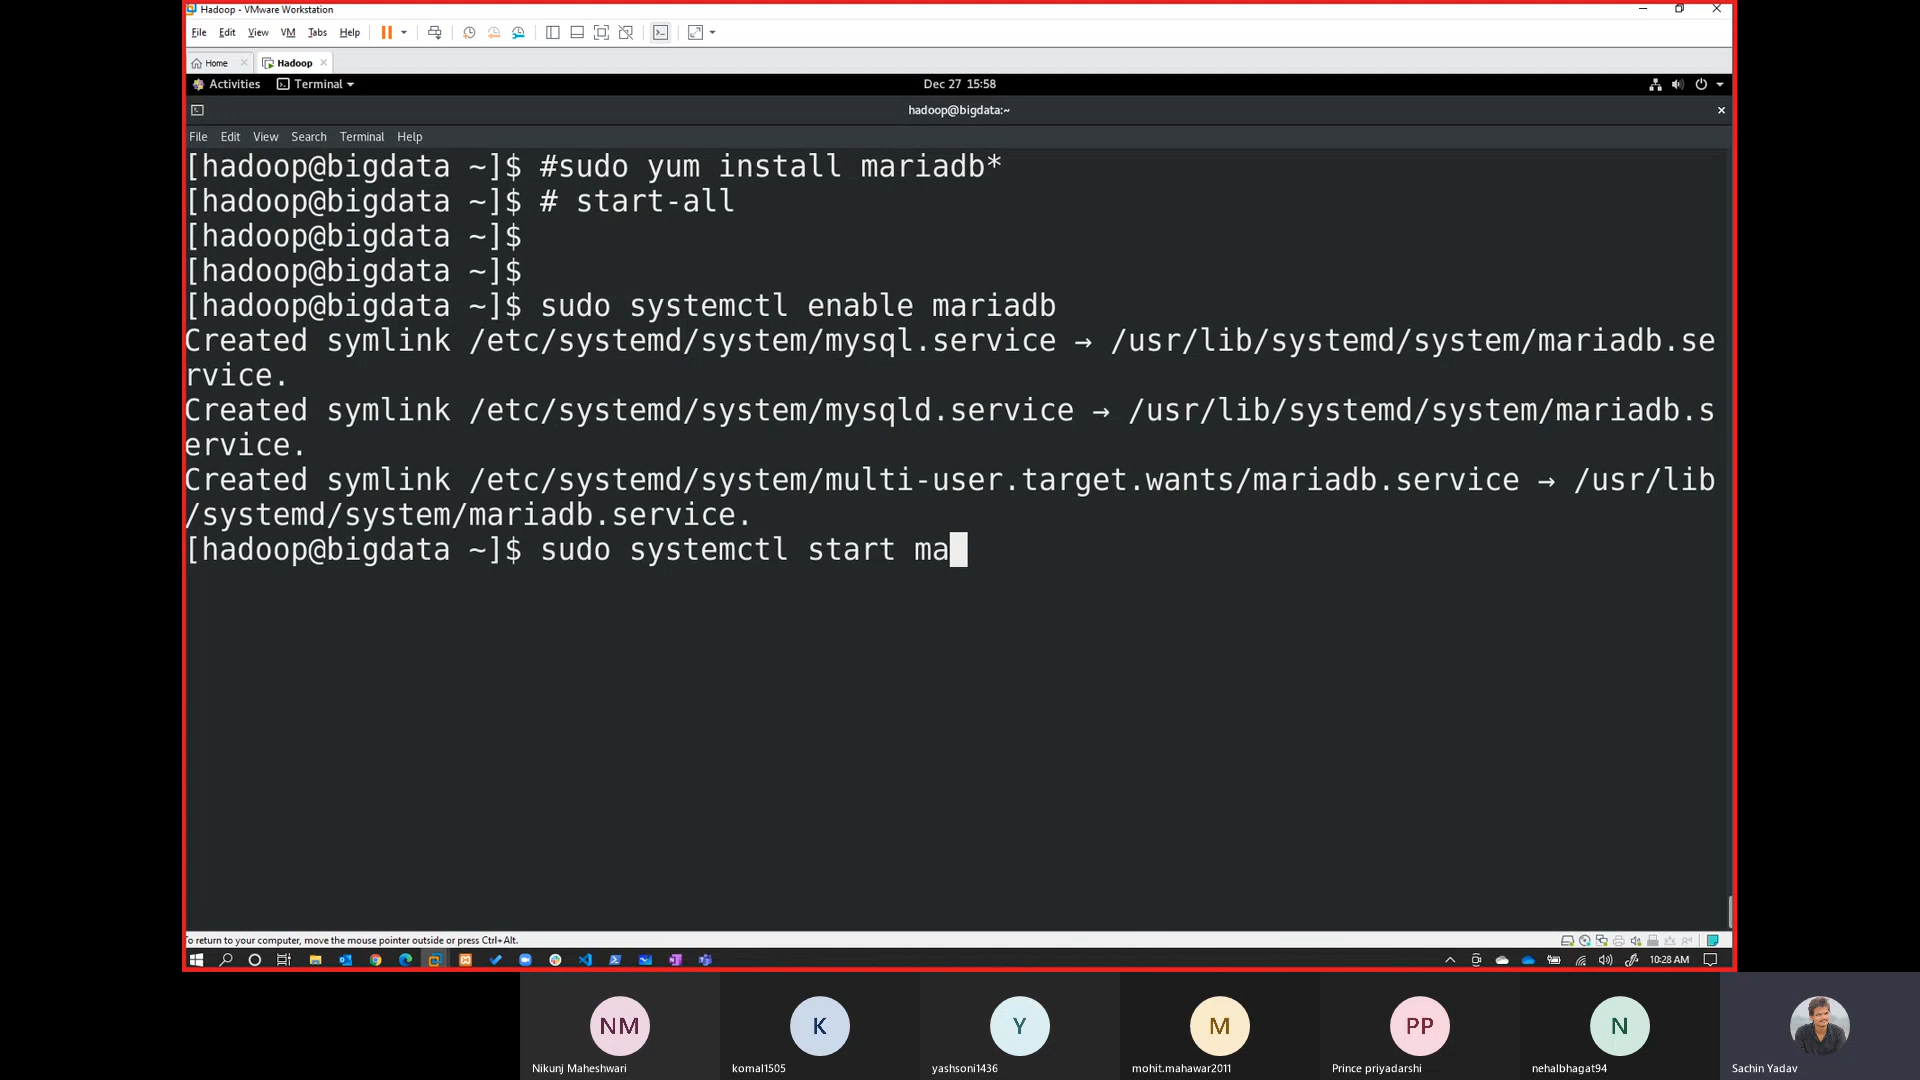 Hadoop - VMware Workstation
File Edit View VM Tabs Help
Home Hadoop
Activities Terminal Dec 27 15:58
hadoop@bigdata:~
File Edit View Search Terminal Help
[hadoop@bigdata ~]$ #sudo yum install mariadb*
[hadoop@bigdata ~]$ # start-all
[hadoop@bigdata ~]$
[hadoop@bigdata ~]$
[hadoop@bigdata ~]$ sudo systemctl enable mariadb
Created symlink /etc/systemd/system/mysql.service → /usr/lib/systemd/system/mariadb.se
rvice.
Created symlink /etc/systemd/system/mysqld.service → /usr/lib/systemd/system/mariadb.s
ervice.
Created symlink /etc/systemd/system/multi-user.target.wants/mariadb.service → /usr/lib
/systemd/system/mariadb.service.
[hadoop@bigdata ~]$ sudo systemctl start ma
To return to your computer, move the mouse pointer outside or press Ctrl+Alt.
10:28 AM
NM K Y M PP N
Nikunj Maheshwari komal1505 yashsoni1436 mohit.mahawar2011 Prince priyadarshi nehalbhagat94 Sachin Yadav